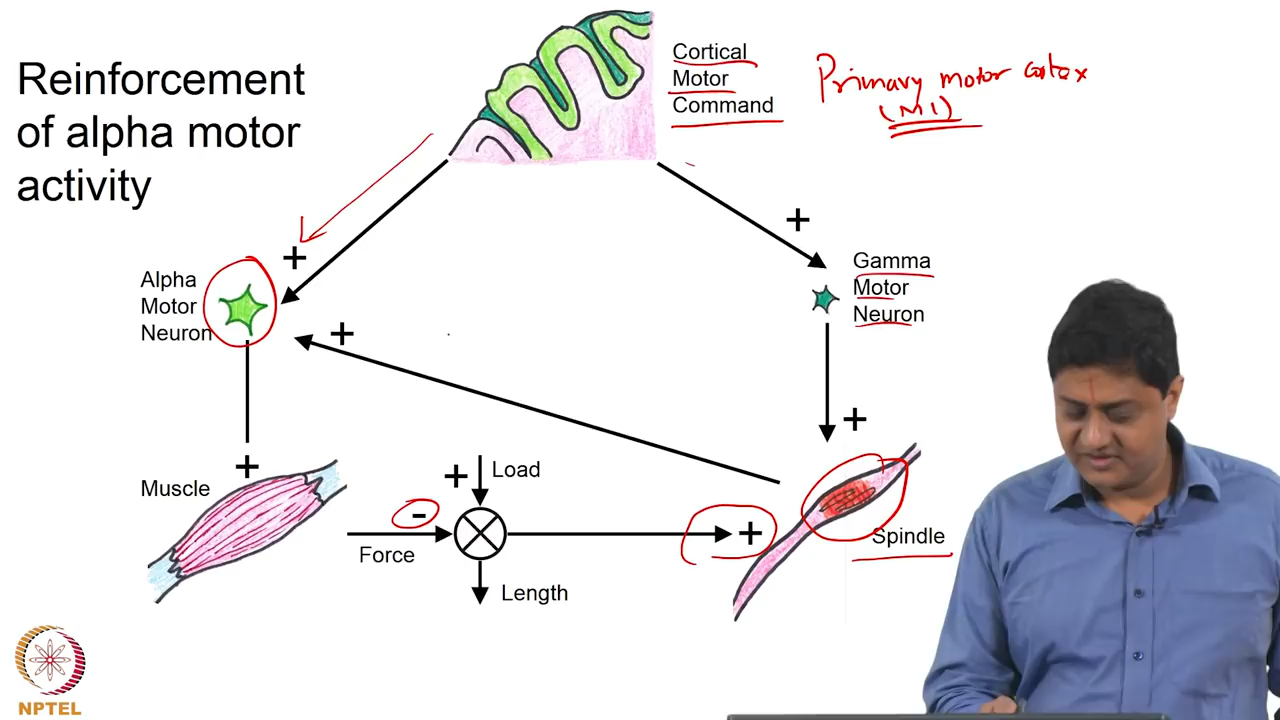 Reinforcement
of alpha motor
activity
Cortical
Motor
Command
Primary motor cortex
(M1)
+
+
Alpha
Motor
Neuron
Gamma
Motor
Neuron
+
+
+
Muscle
+
Load
-
+
Force
Spindle
Length
NPTEL